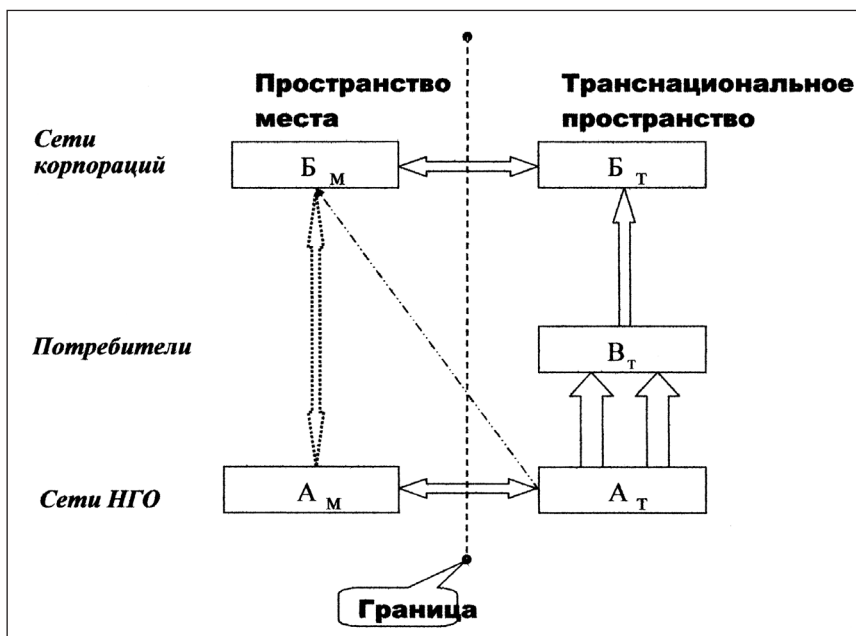 Пространство
места
Транснациональное
пространство
Сети
корпораций
Б м
Б т
Потребители
В т
Сети НГО
А м
А т
Граница